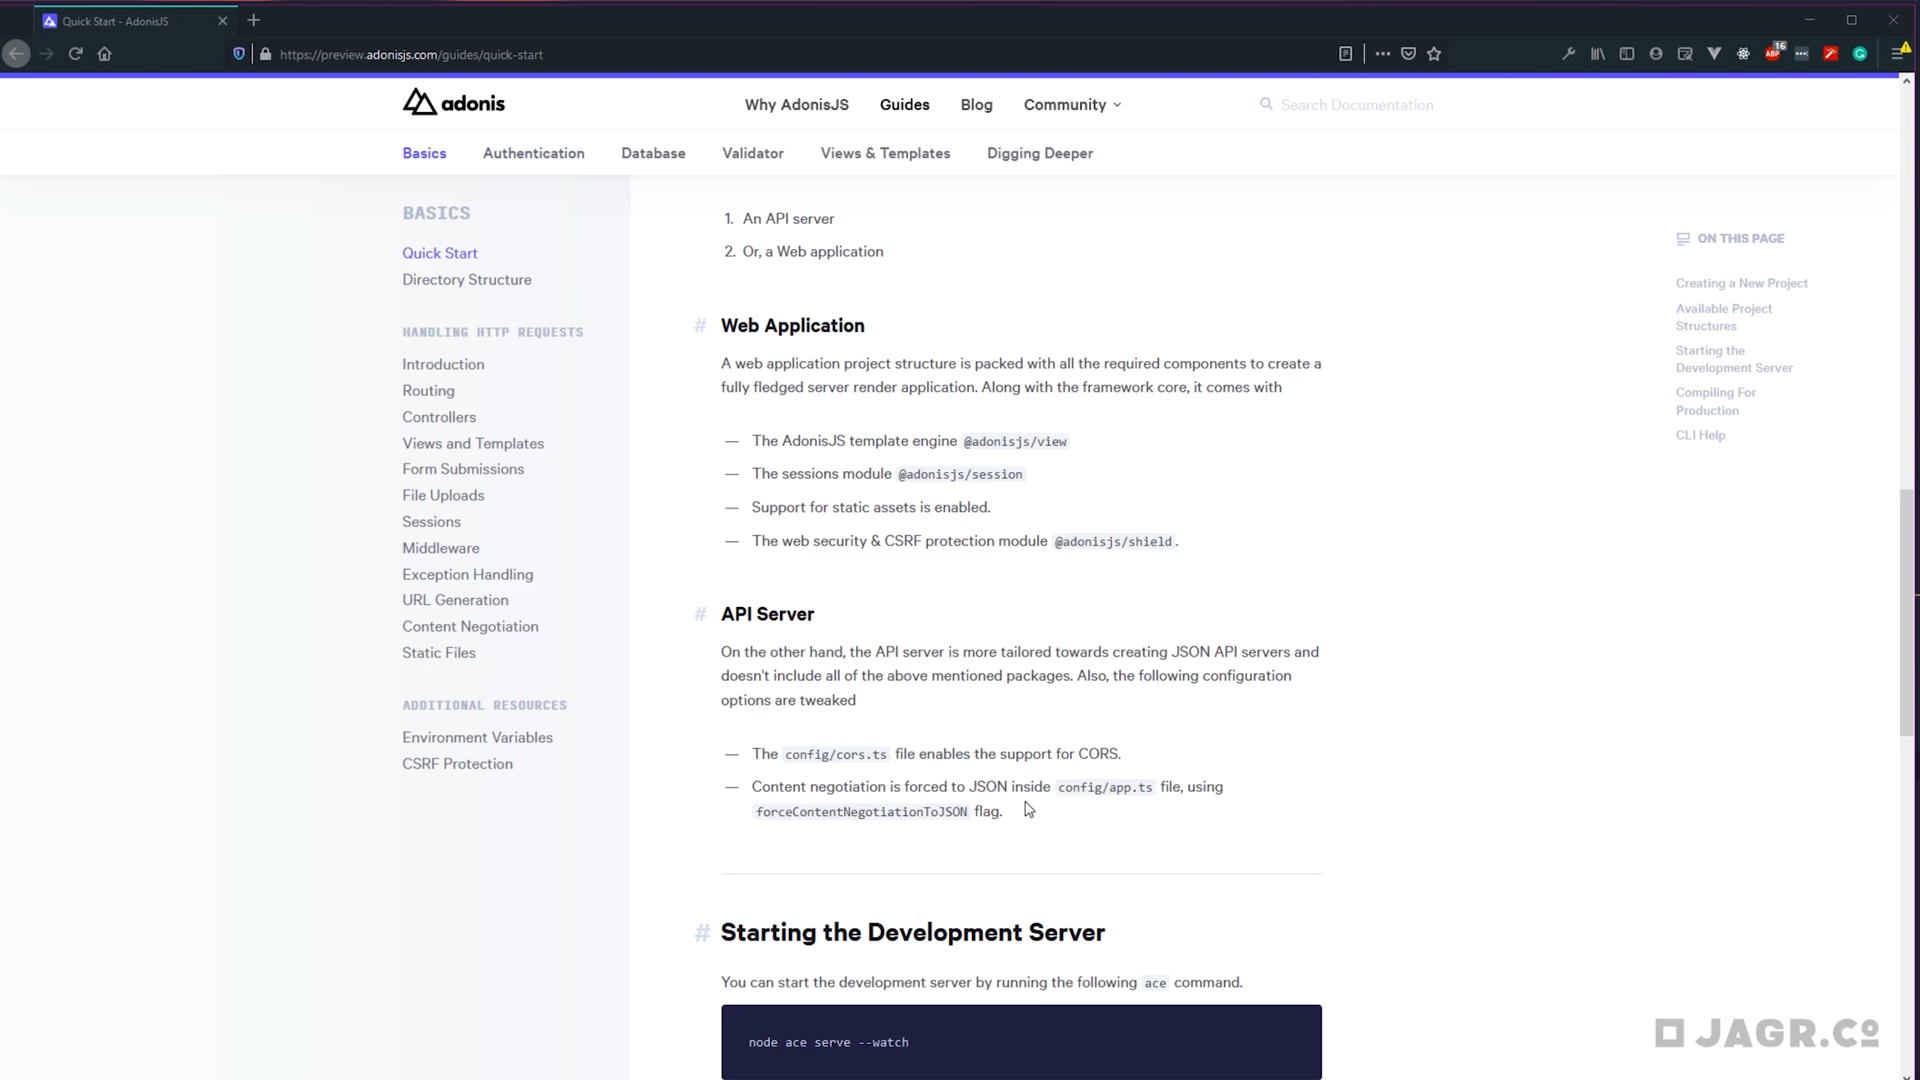 Quick Start - AdonisJS
https://preview.adonisjs.com/guides/quick-start
16
ABP
adonis
Why AdonisJS
Guides
Blog
Community
Search Documentation
Basics
Authentication
Database
Validator
Views & Templates
Digging Deeper
BASICS
Quick Start
Directory Structure
HANDLING HTTP REQUESTS
Introduction
Routing
Controllers
Views and Templates
Form Submissions
File Uploads
Sessions
Middleware
Exception Handling
URL Generation
Content Negotiation
Static Files
ADDITIONAL RESOURCES
Environment Variables
CSRF Protection
1. An API server
2. Or, a Web application
# Web Application
A web application project structure is packed with all the required components to create a
fully fledged server render application. Along with the framework core, it comes with
— The AdonisJS template engine @adonisjs/view
— The sessions module @adonisjs/session
— Support for static assets is enabled.
— The web security & CSRF protection module @adonisjs/shield.
# API Server
On the other hand, the API server is more tailored towards creating JSON API servers and
doesn't include all of the above mentioned packages. Also, the following configuration
options are tweaked
— The config/cors.ts file enables the support for CORS.
— Content negotiation is forced to JSON inside config/app.ts file, using
forceContentNegotiationToJSON flag.
# Starting the Development Server
You can start the development server by running the following ace command.
node ace serve --watch
ON THIS PAGE
Creating a New Project
Available Project
Structures
Starting the
Development Server
Compiling For
Production
CLI Help
JAGR.Co